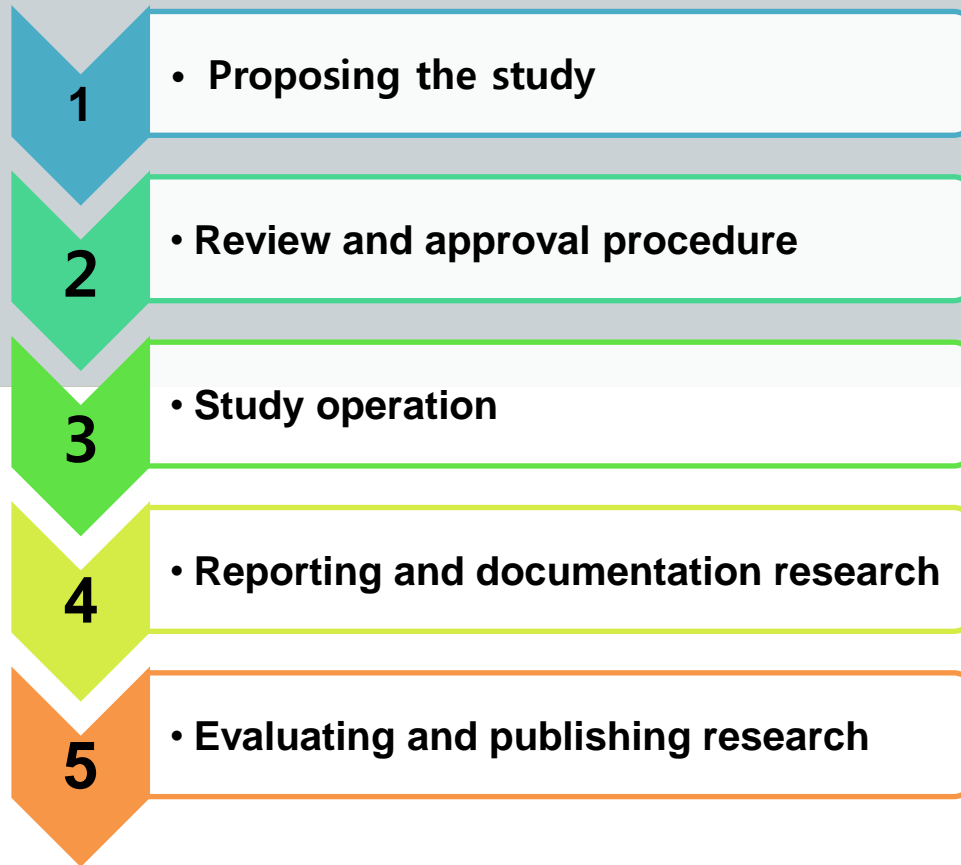 1
• Proposing the study
2
• Review and approval procedure
3
• Study operation
4
• Reporting and documentation research
5
• Evaluating and publishing research